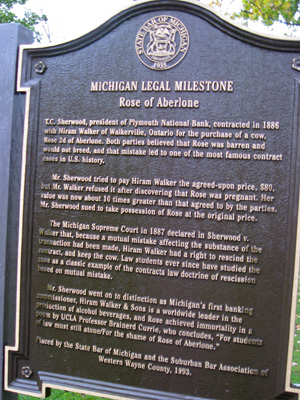 STATE BAR OF MICHIGAN
1935
MICHIGAN LEGAL MILESTONE
Rose of Aberlone
T.C. Sherwood, president of Plymouth National Bank, contracted in 1886
with Hiram Walker of Walkerville, Ontario for the purchase of a cow,
Rose 2d of Aberlone. Both parties believed that Rose was barren and
would not breed, and that mistake led to one of the most famous contract
cases in U.S. history.
Mr. Sherwood tried to pay Hiram Walker the agreed-upon price, $80,
but Mr. Walker refused it after discovering that Rose was pregnant. Her
value was now about 10 times greater than that agreed to by the parties.
Mr. Sherwood sued to take possession of Rose at the original price.
The Michigan Supreme Court in 1887 declared in Sherwood v.
Walker that, because a mutual mistake affecting the substance of the
transaction had been made, Hiram Walker had a right to rescind the
contract, and keep the cow. Law students ever since have studied the
case as a classic example of the contracts law doctrine of rescission
based on mutual mistake.
Mr. Sherwood went on to distinction as Michigan's first banking
commissioner, Hiram Walker & Sons is a worldwide leader in the
production of alcohol beverages, and Rose achieved immortality in a
poem by UCLA Professor Brainerd Currie, who concludes, "For students
of law must still atone/For the shame of Rose of Aberlone."
Placed by the State Bar of Michigan and the Suburban Bar Association of
Western Wayne County, 1993.